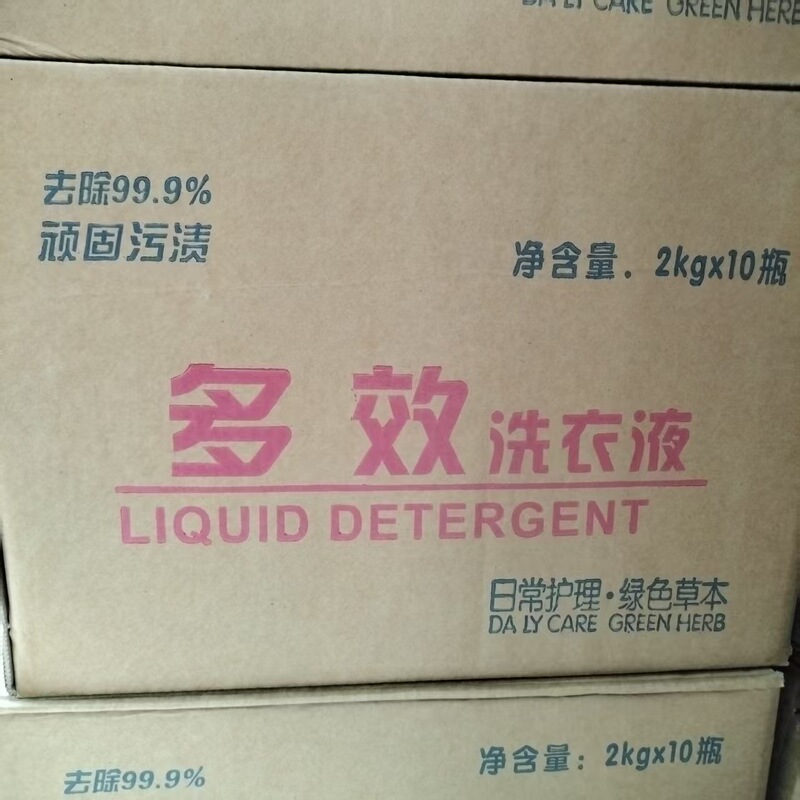 DA LY CARE GREEN HERB
去除99.9%
顽固污渍
净含量. 2kgx10瓶
多效洗衣液
LIQUID DETERGENT
日常护理·绿色草本
DA LY CARE GREEN HERB
净含量: 2kgx10瓶
去除99.9%